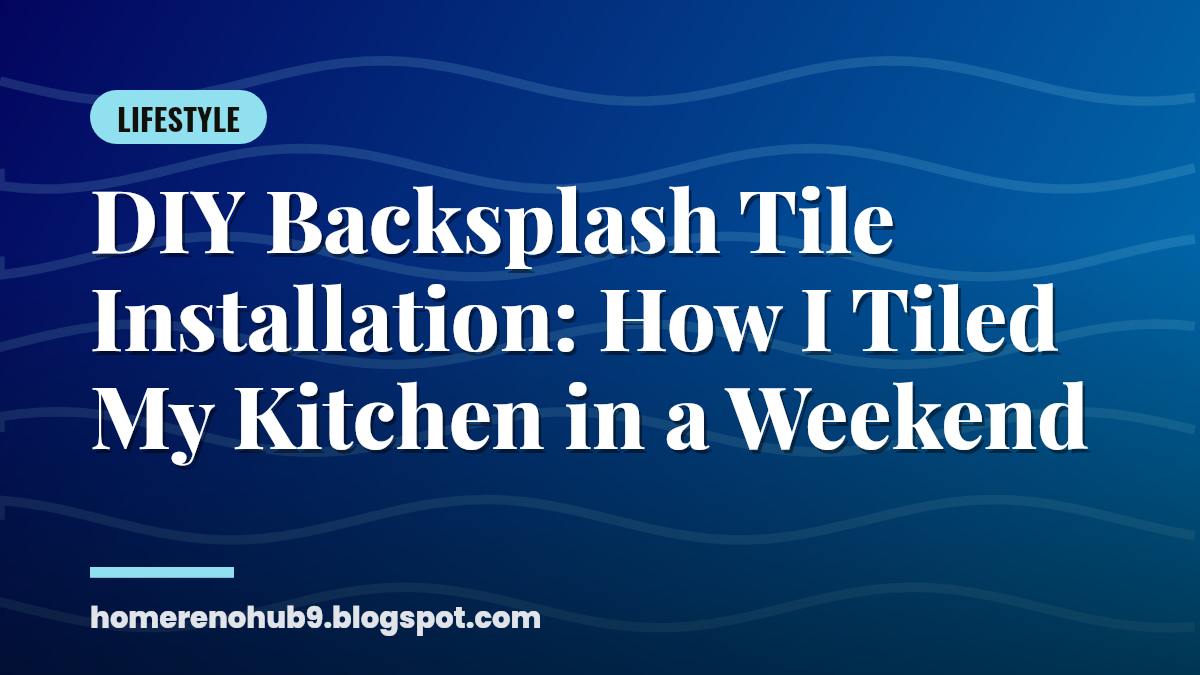 LIFESTYLE
DIY Backsplash Tile
Installation: How I Tiled
My Kitchen in a Weekend
homerenohub9.blogspot.com